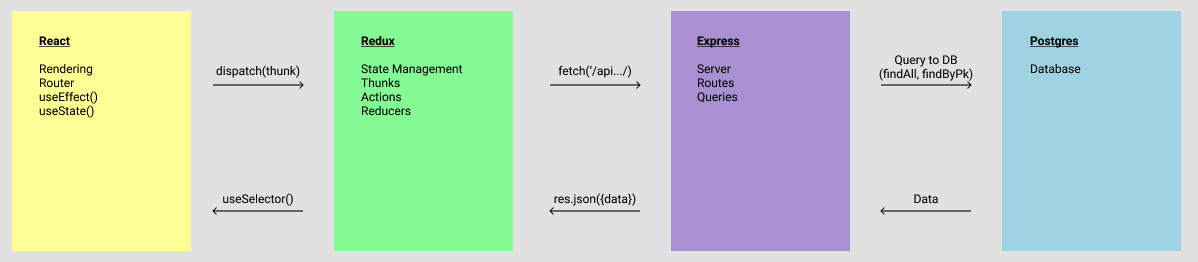 React
Rendering
Router
useEffect()
useState()
dispatch(thunk)
useSelector()
Redux
State Management
Thunks
Actions
Reducers
fetch(‘/api.../)
res.json({data})
Express
Server
Routes
Queries
Query to DB
(findAll, findByPk)
Data
Postgres
Database